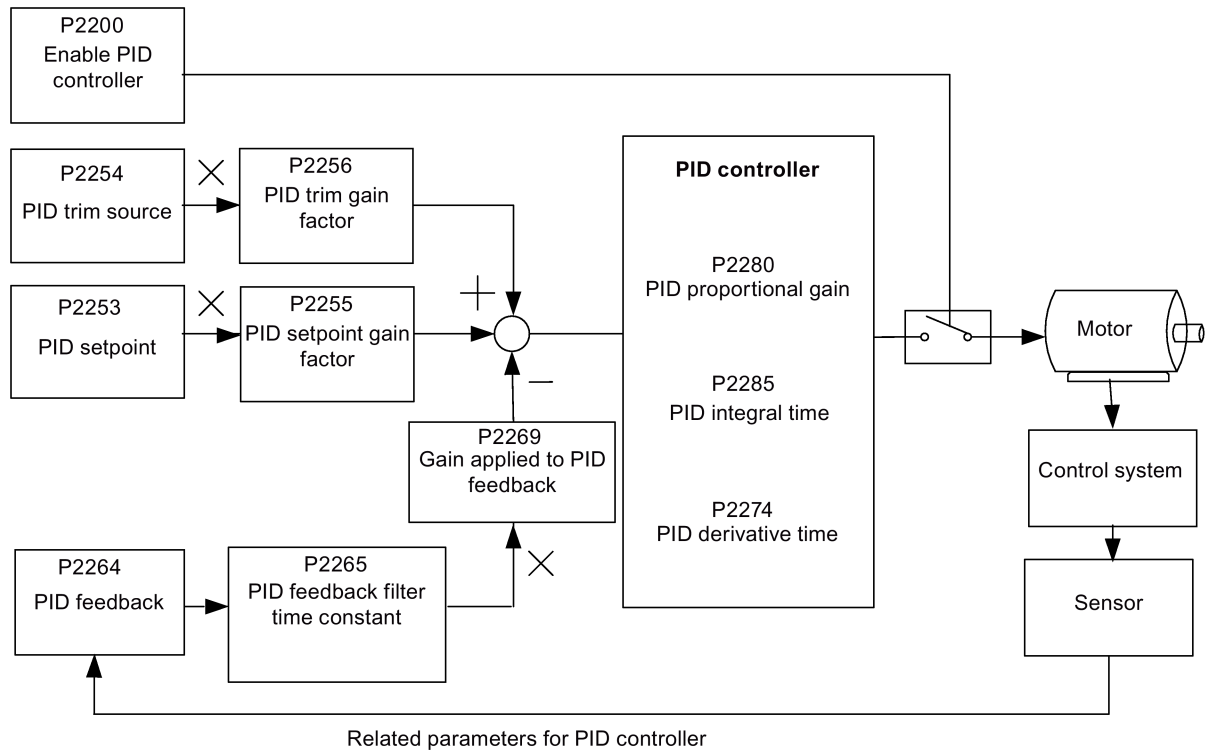 P2200
Enable PID
controller
P2254
PID trim source
P2256
PID trim gain
factor
P2253
PID setpoint
P2255
PID setpoint gain
factor
P2269
Gain applied to PID
feedback
P2264
PID feedback
P2265
PID feedback filter
time constant
PID controller
P2280
PID proportional gain
P2285
PID integral time
P2274
PID derivative time
Motor
Control system
Sensor
Related parameters for PID controller